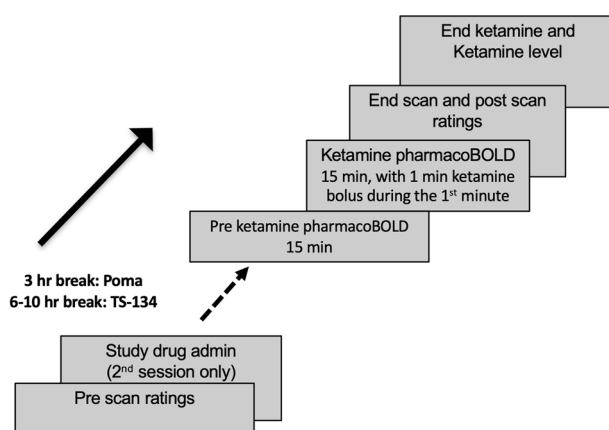 End ketamine and
Ketamine level
End scan and post scan
ratings
Ketamine pharmacoBOLD
15 min, with 1 min ketamine
bolus during the 1st minute
Pre ketamine pharmacoBOLD
15 min
3 hr break: Poma
6-10 hr break: TS-134
Study drug admin
(2nd session only)
Pre scan ratings